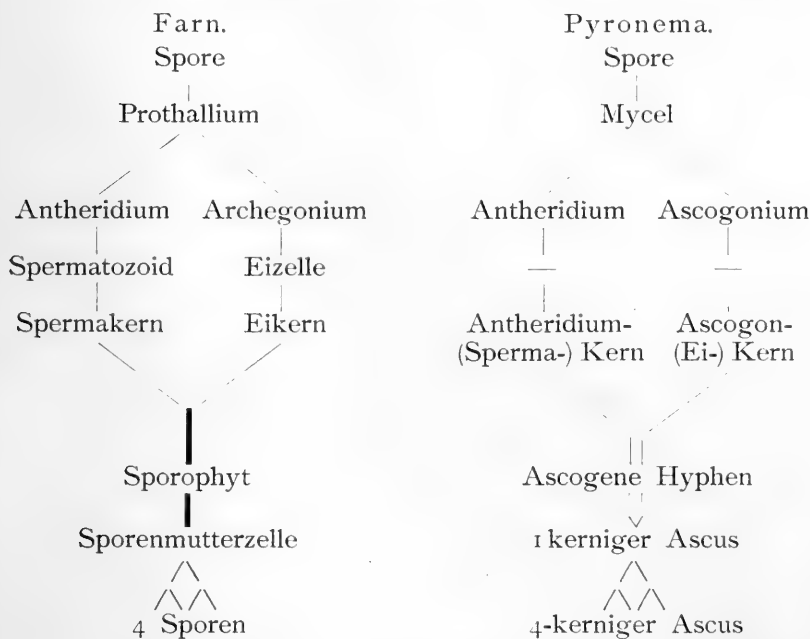 Farn.
Spore
Prothallium
Antheridium Archegonium
Spermatozoid Eizelle
Spermakern Eikern
Sporophyt
Sporenmutterzelle
4 Sporen
Pyronema.
Spore
Mycel
Antheridium Ascogonium
— —
Antheridium- Ascogon-
(Sperma-) Kern (Ei-) Kern
Ascogene Hyphen
1 kerniger Ascus
4-kerniger Ascus